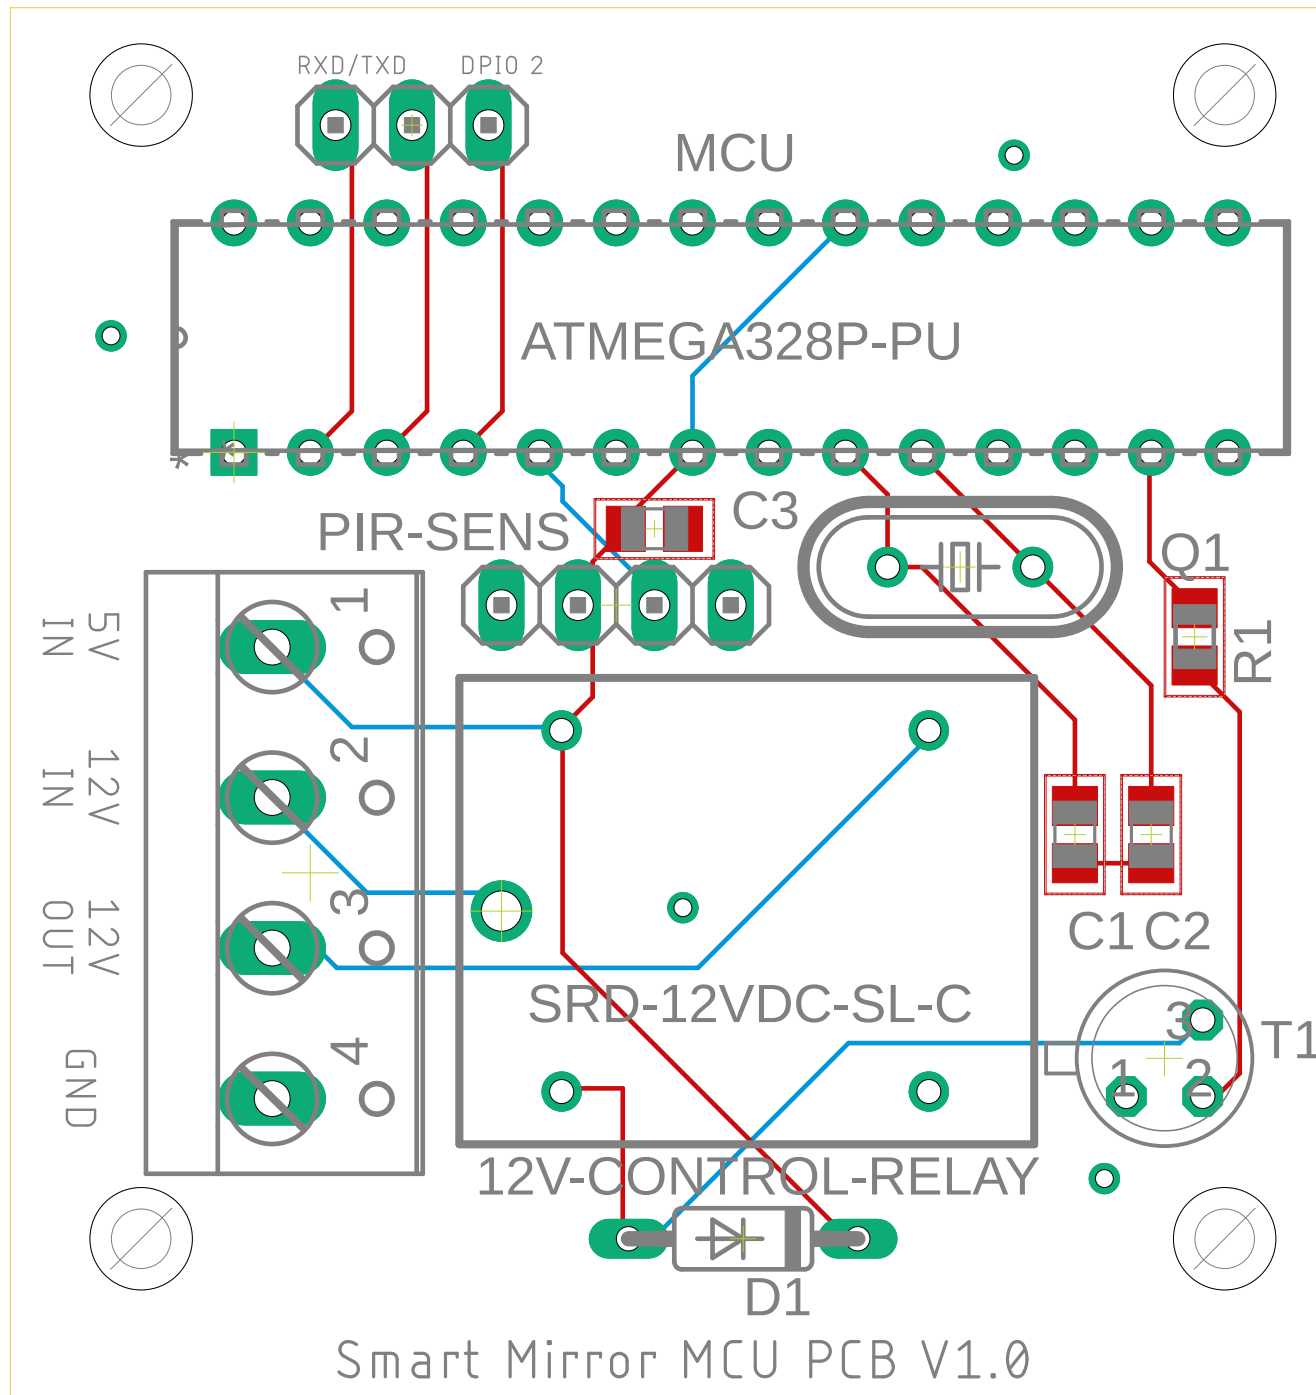 RXD/TXD DPIO 2
MCU
ATMEGA328P-PU
*
1
PIR-SENS
C3
Q1
R1
5V
IN
1
12V
IN
2
12V
OUT
3
GND
4
C1 C2
SRD-12VDC-SL-C
3
T1
1 2
12V-CONTROL-RELAY
D1
Smart Mirror MCU PCB V1.0